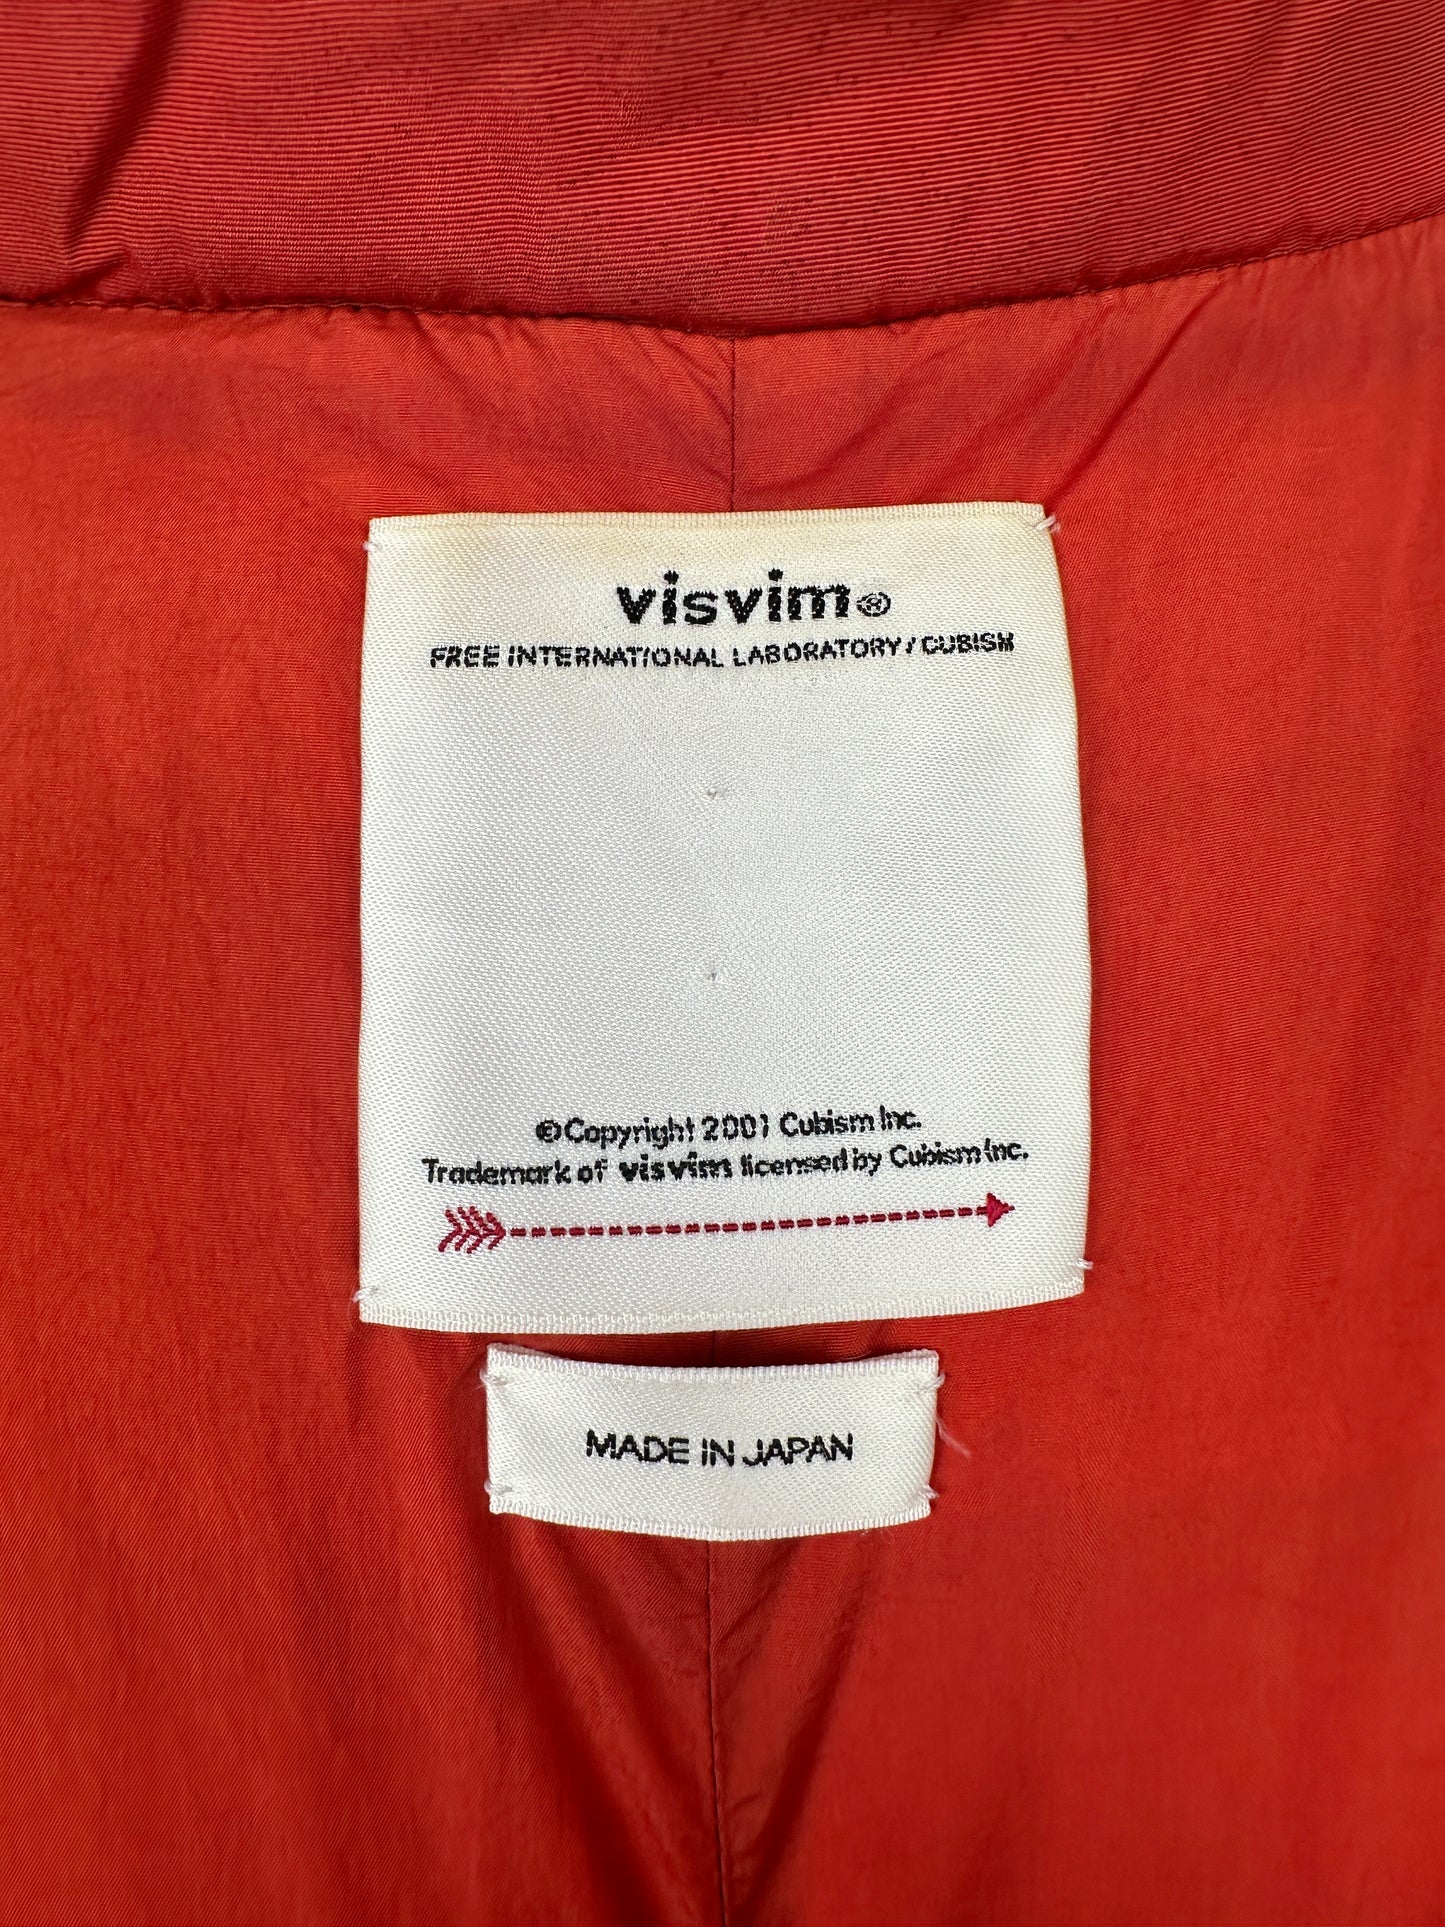 visvim®
FREE INTERNATIONAL LABORATORY / CUBISM
©Copyright 2001 Cubism Inc.
Trademark of visvim licensed by Cubism Inc.
MADE IN JAPAN